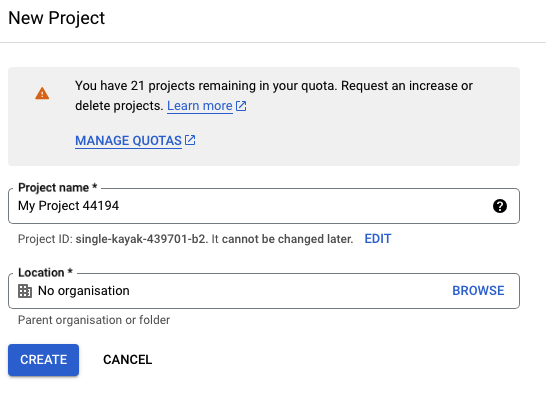 New Project
You have 21 projects remaining in your quota. Request an increase or
delete projects. Learn more
MANAGE QUOTAS
Project name *
My Project 44194
Project ID: single-kayak-439701-b2. It cannot be changed later. EDIT
Location *
No organisation BROWSE
Parent organisation or folder
CREATE CANCEL